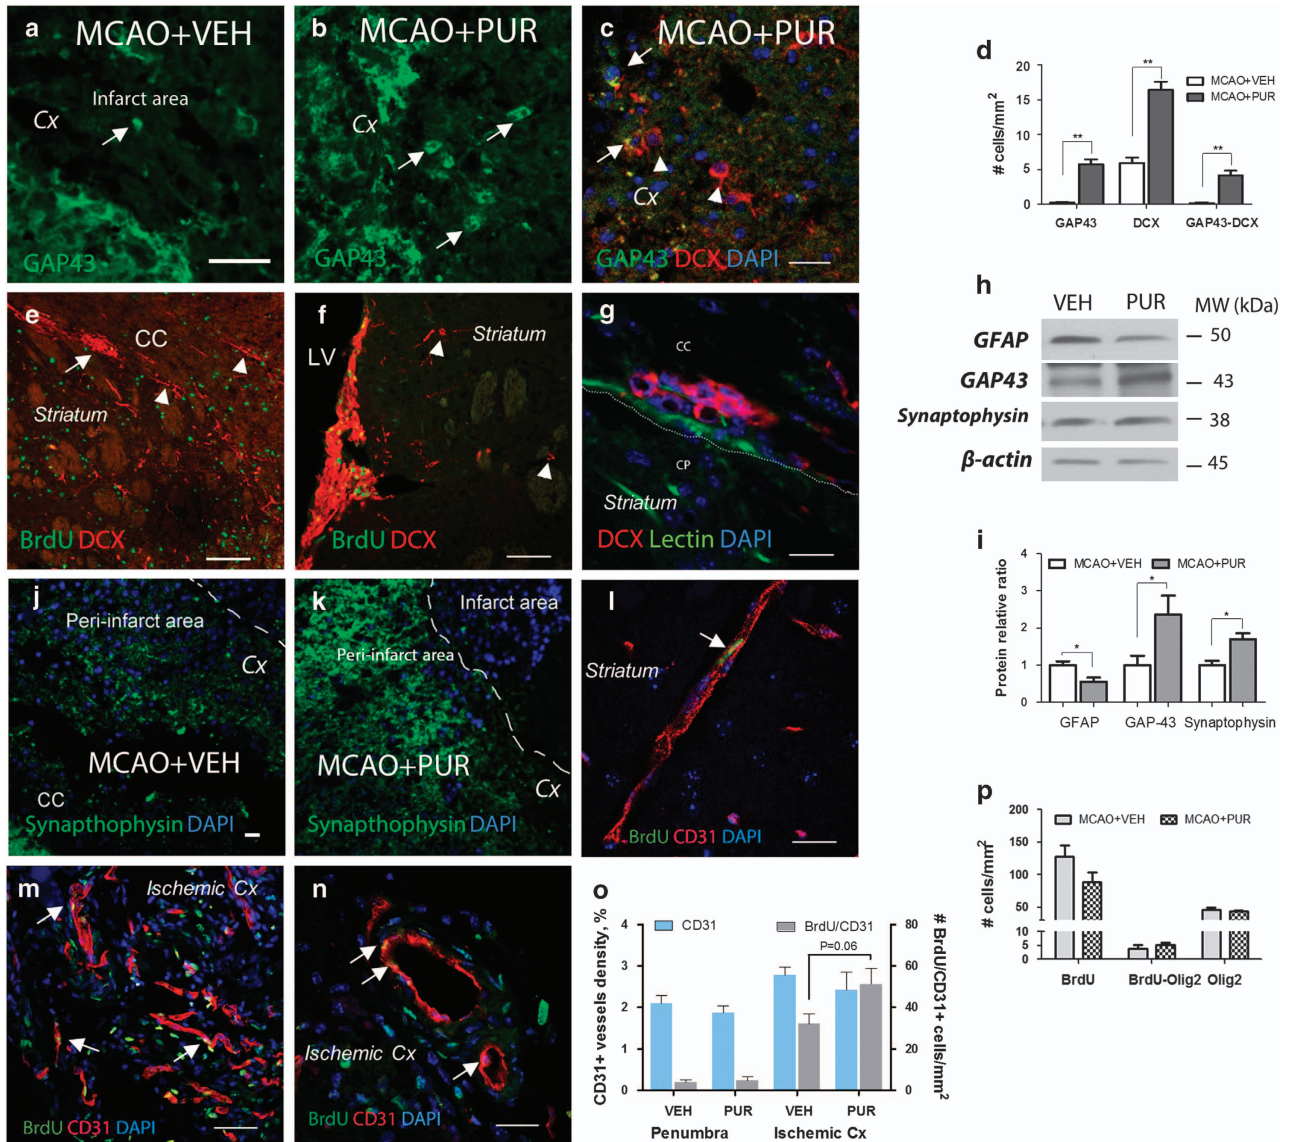 a MCAO+VEH
Infarct area
Cx
GAP43
b MCAO+PUR
Cx
GAP43
c MCAO+PUR
Cx
GAP43 DCX DAPI
d
# cells/mm2
20
15
10
5
0
MCAO+VEH
MCAO+PUR
**
**
**
GAP43 DCX GAP43-DCX
e
CC
Striatum
BrdU DCX
f
LV
Striatum
BrdU DCX
g
CC
CP
Striatum
DCX Lectin DAPI
h
VEH PUR MW (kDa)
GFAP 50
GAP43 43
Synaptophysin 38
β-actin 45
i
Protein relative ratio
4
3
2
1
0
MCAO+VEH MCAO+PUR
*
*
*
GFAP GAP-43 Synaptophysin
j
Peri-infarct area
Cx
MCAO+VEH
CC
Synapthophysin DAPI
k
Infarct area
Peri-infarct area
MCAO+PUR
Cx
Synapthophysin DAPI
l
Striatum
BrdU CD31 DAPI
m Ischemic Cx
BrdU CD31 DAPI
n
Ischemic Cx
BrdU CD31 DAPI
o
CD31+ vessels density, %
4
3
2
1
0
CD31 BrdU/CD31
P=0.06
80
60
40
20
0
# BrdU/CD31+ cells/mm2
VEH PUR VEH PUR
Penumbra Ischemic Cx
p
# cells/mm2
200
150
100
50
10
5
0
MCAO+VEH MCAO+PUR
BrdU BrdU-Olig2 Olig2